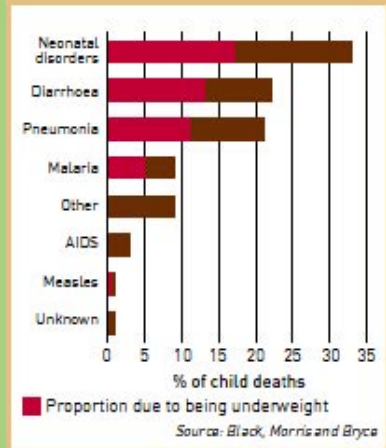 Neonatal
disorders
Diarrhoea
Pneumonia
Malaria
Other
AIDS
Measles
Unknown
0 5 10 15 20 25 30 35
% of child deaths
Proportion due to being underweight
Source: Black, Morris and Bryce